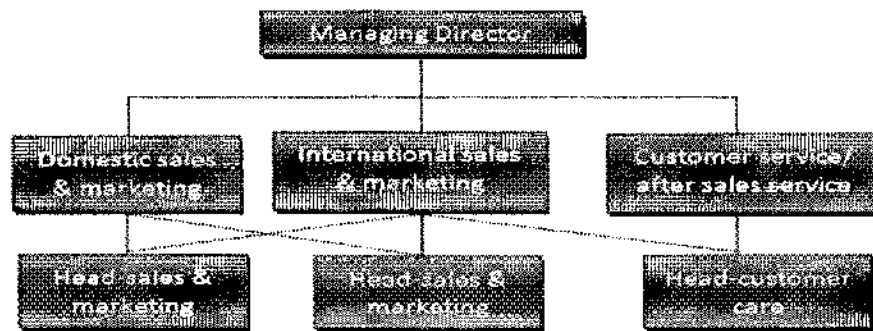 Managing Director
Domestic sales
& marketing
International sales
& marketing
Customer service/
after sales service
Head-sales &
marketing
Head-sales &
marketing
Head-customer
care